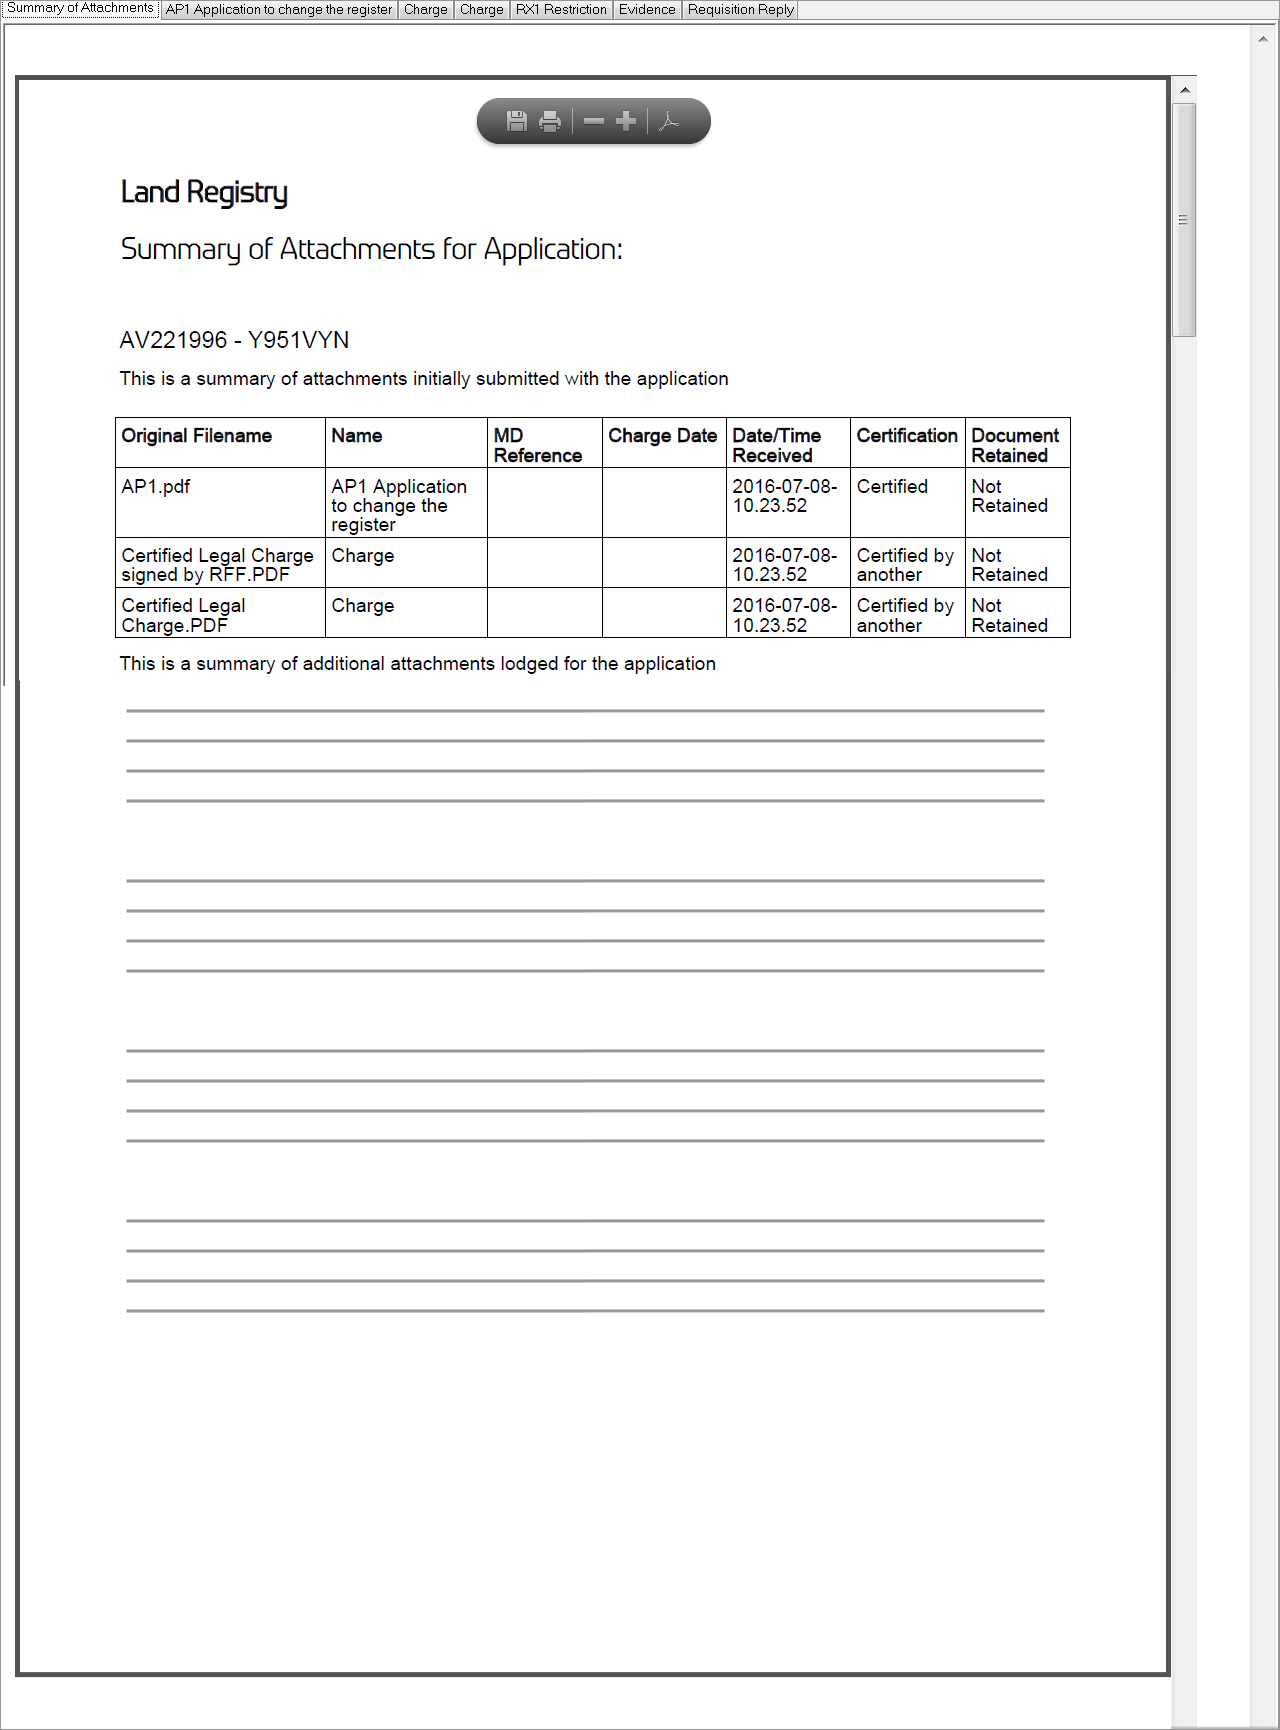 Summary of Attachments AP1 Application to change the register Charge Charge RX1 Restriction Evidence Requisition Reply
Land Registry
Summary of Attachments for Application:
AV221996 - Y951VYN
This is a summary of attachments initially submitted with the application
Original Filename Name MD Reference Charge Date Date/Time Received Certification Document Retained
AP1.pdf AP1 Application to change the register 2016-07-08-10.23.52 Certified Not Retained
Certified Legal Charge signed by RFF.PDF Charge 2016-07-08-10.23.52 Certified by another Not Retained
Certified Legal Charge.PDF Charge 2016-07-08-10.23.52 Certified by another Not Retained
This is a summary of additional attachments lodged for the application